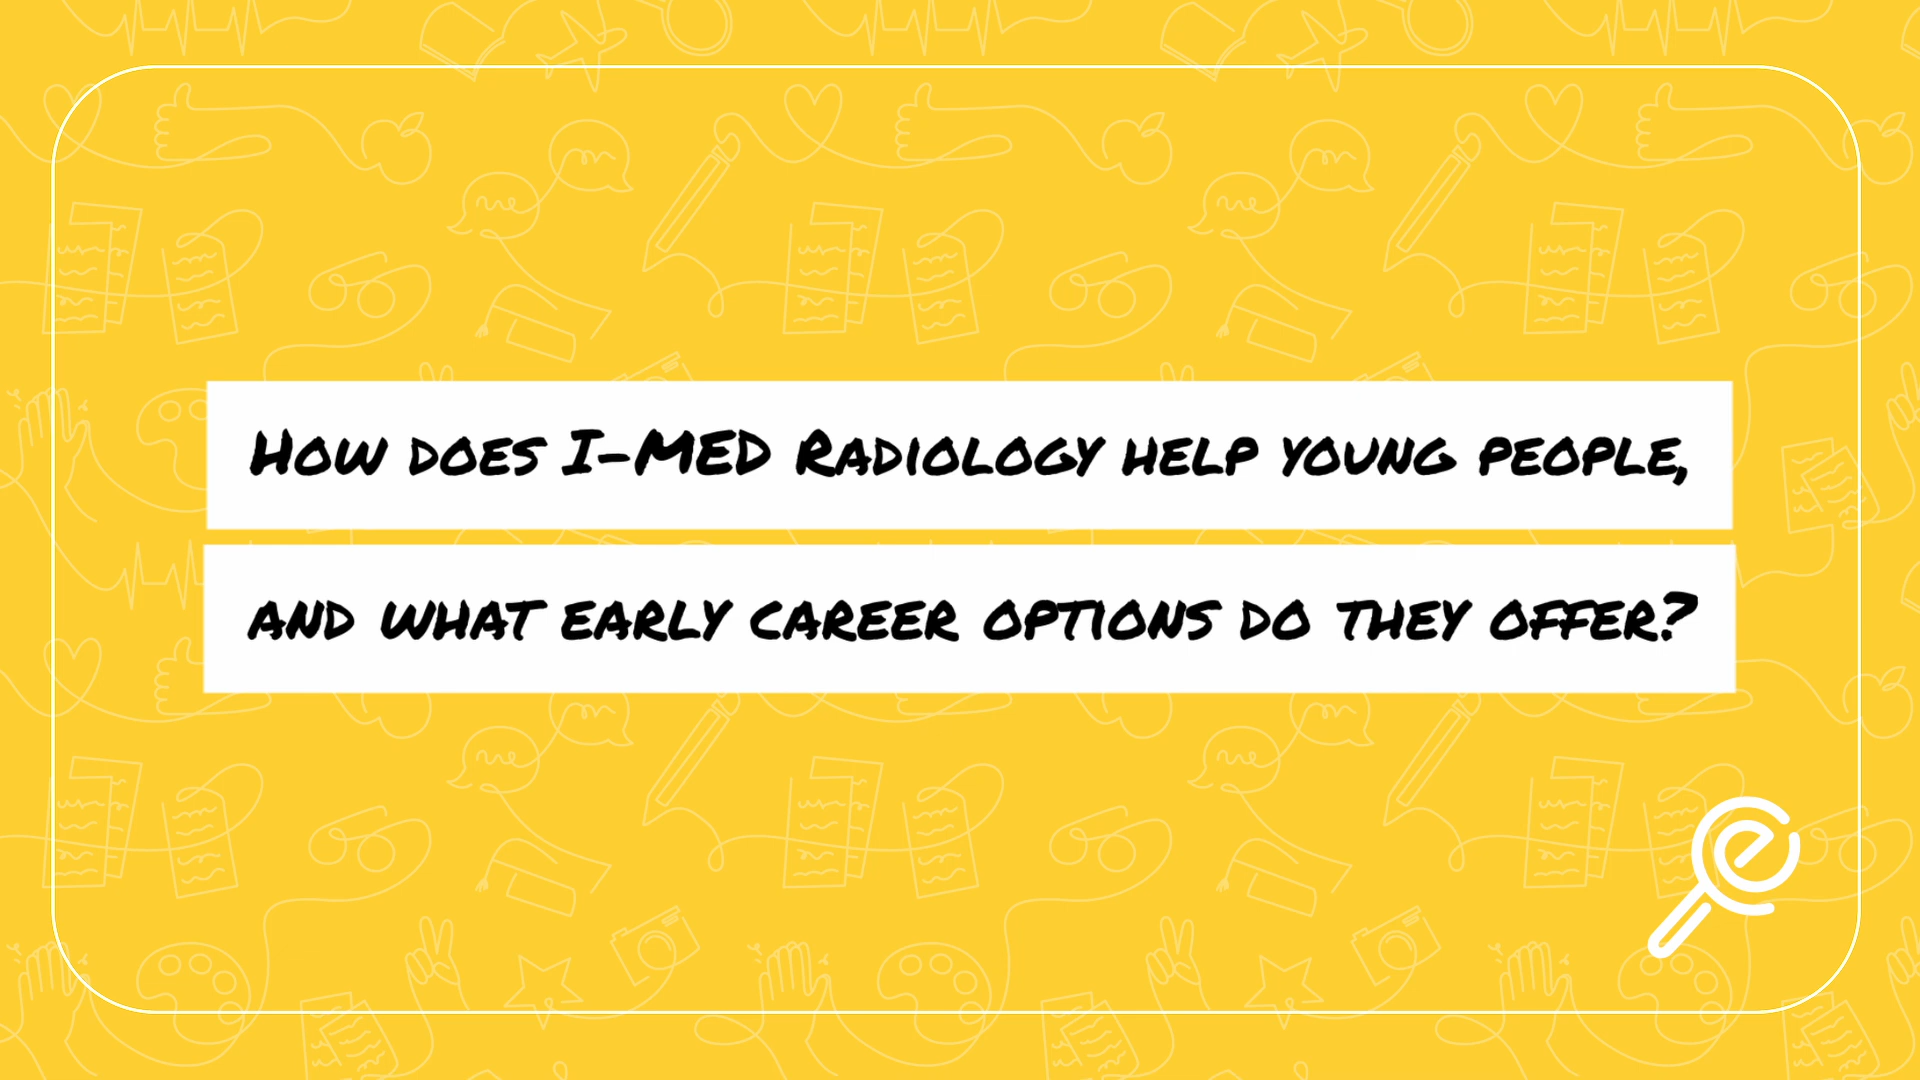 How does I-MED Radiology help young people,
and what early career options do they offer?